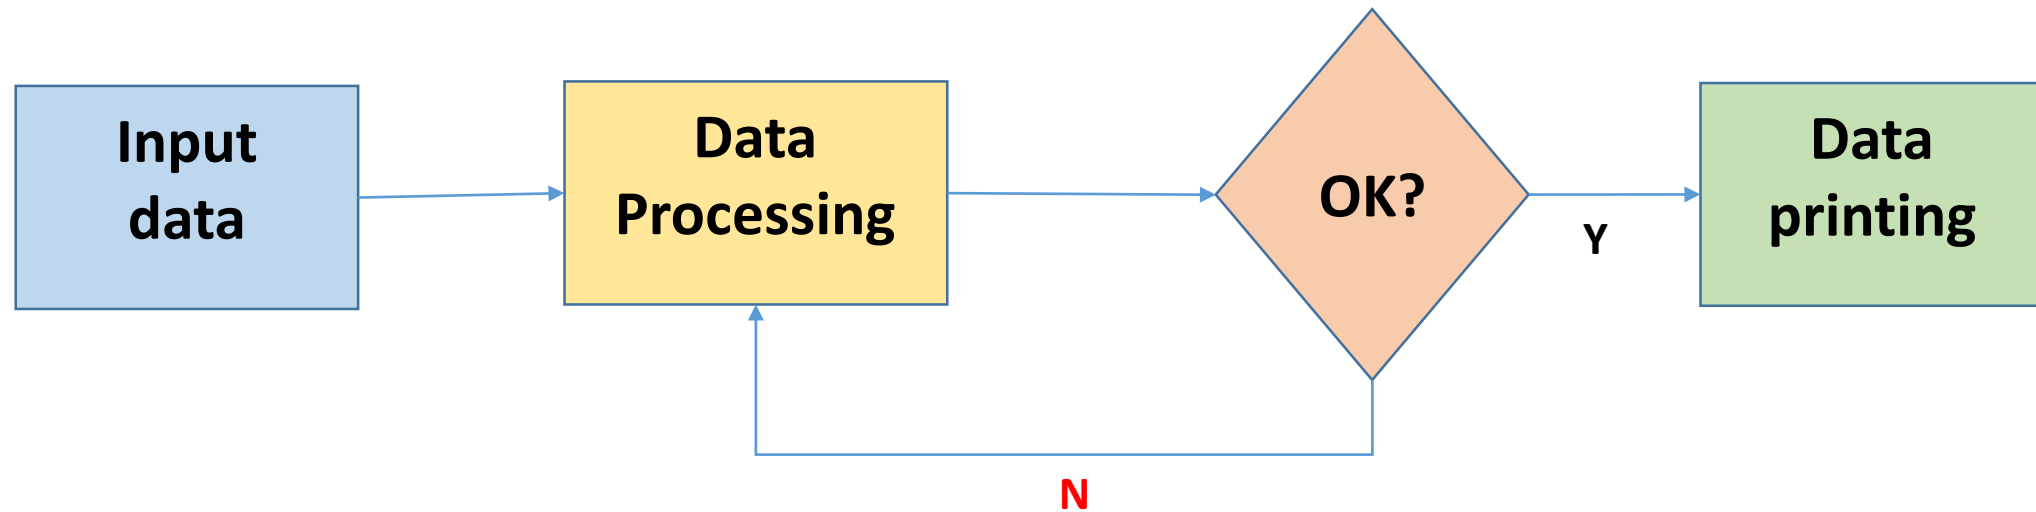 Input
data
Data
Processing
OK?
Y
Data
printing
N